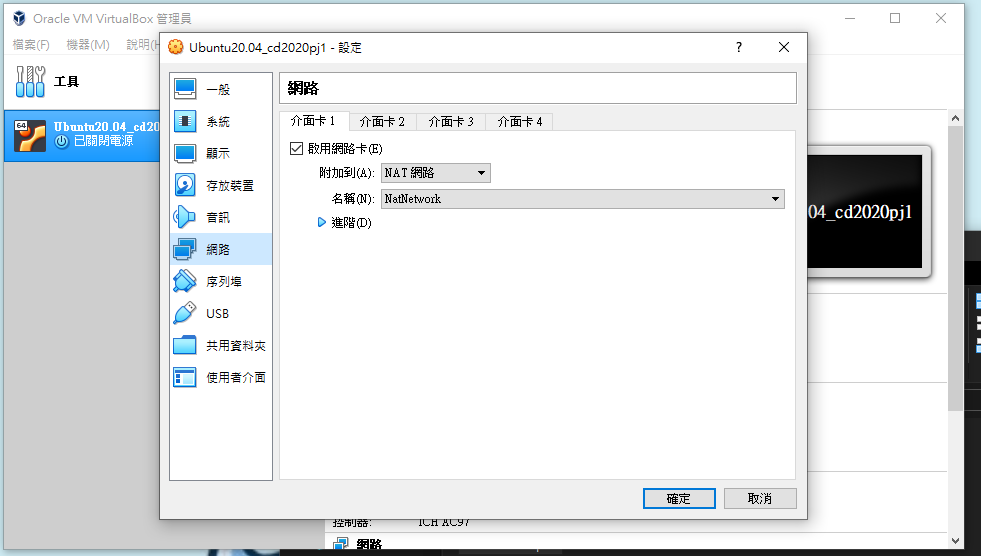 Oracle VM VirtualBox 管理員
檔案(F) 機器(M) 說明(H
工具
64
Ubuntu20.04_cd20
已關閉電源
Ubuntu20.04_cd2020pj1 - 設定
?
一般
系統
顯示
存放裝置
音訊
網路
序列埠
USB
共用資料夾
使用者介面
網路
介面卡 1 介面卡 2 介面卡 3 介面卡 4
啟用網路卡(E)
附加到(A): NAT 網路
名稱(N): NatNetwork
進階(D)
確定 取消
04_cd2020pj1
控制器: ICH AC97
網路